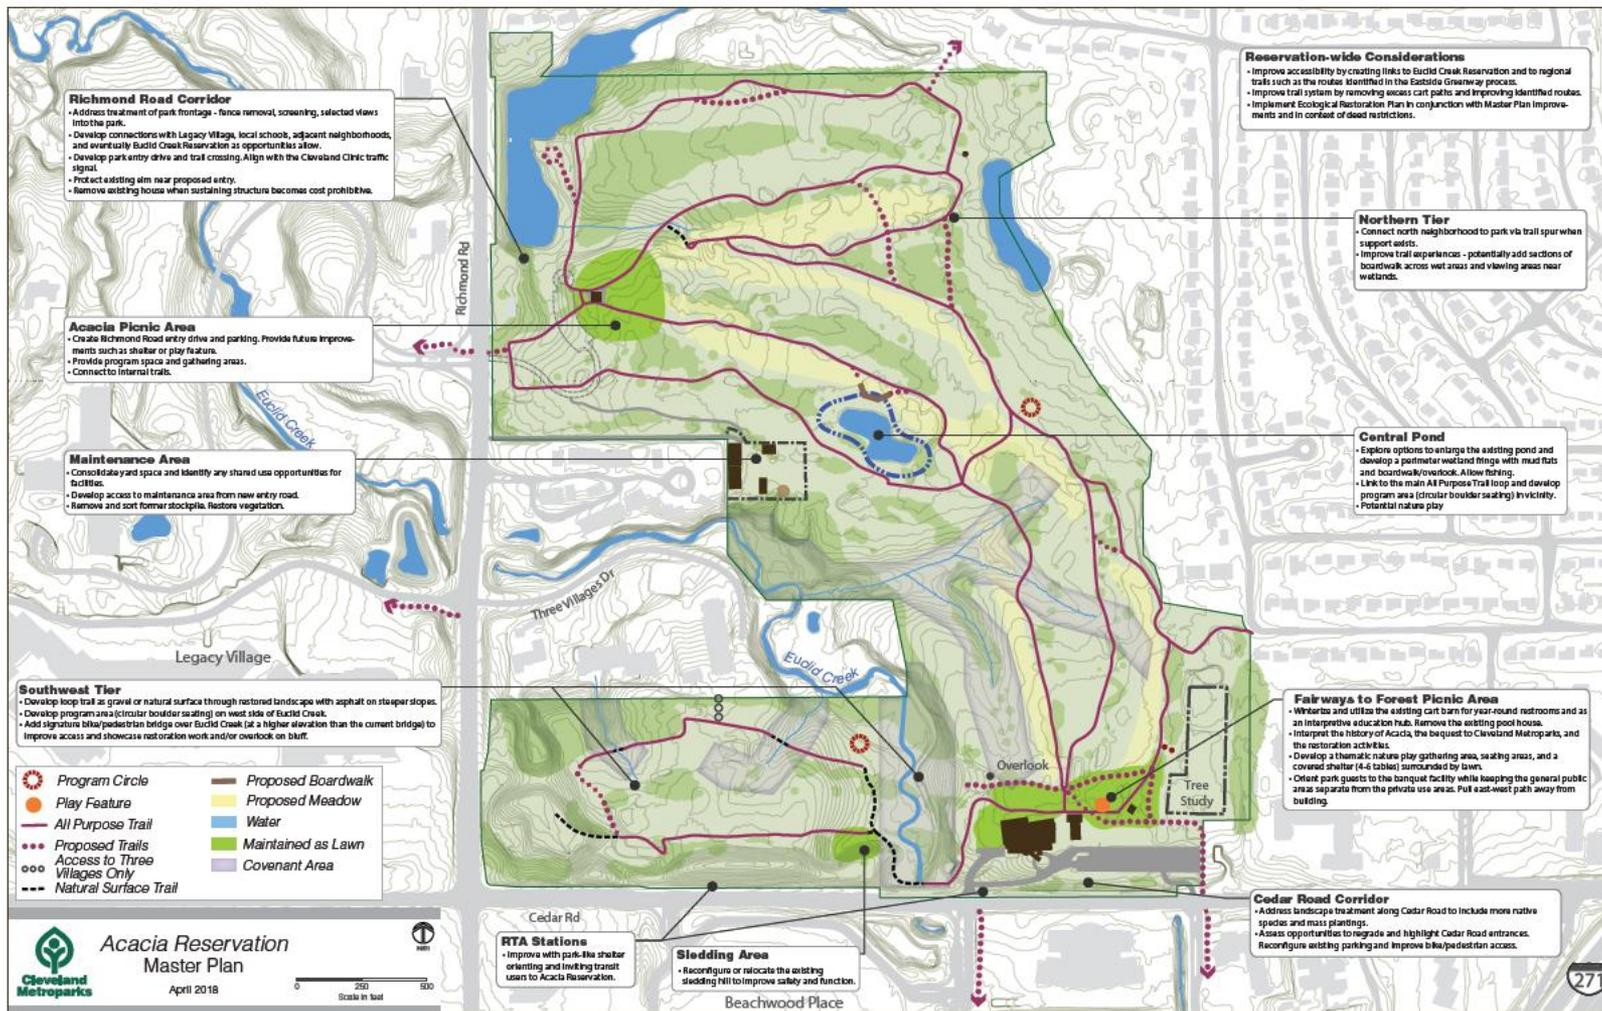 Richmond Road Corridor
• Address treatment of park frontage - fence removal, screening, selected views
into the park.
• Develop connections with Legacy Village, local schools, adjacent neighborhoods,
and eventually Euclid Creek Reservation as opportunities allow.
• Develop park entry drive and trail crossing. Align with the Cleveland Clinic traffic
signal.
• Protect existing elm near proposed entry.
• Remove existing house when sustaining structure becomes cost prohibitive.
Reservation-wide Considerations
• Improve accessibility by creating links to Euclid Creek Reservation and to regional
trails such as the routes identified in the Eastside Greenway process.
• Improve trail system by removing excess cart paths and improving identified routes.
• Implement Ecological Restoration Plan in conjunction with Master Plan improve-
ments and in context of deed restrictions.
Richmond Rd
Northern Tier
• Connect north neighborhood to park via trail spur when
support exists.
• Improve trail experiences - potentially add sections of
boardwalk across wet areas and viewing areas near
wetlands.
Acacia Picnic Area
• Create Richmond Road entry drive and parking. Provide future improve-
ments such as shelter or play feature.
• Provide program space and gathering areas.
• Connect to internal trails.
Euclid Creek
Central Pond
• Explore options to enlarge the existing pond and
develop a perimeter wetland fringe with mud flats
and boardwalk/overlook. Allow fishing.
• Link to the main All Purpose Trail loop and develop
program area (circular boulder seating) in vicinity.
• Potential nature play
Maintenance Area
• Consolidate yard space and identify any shared use opportunities for
facilities.
• Develop access to maintenance area from new entry road.
• Remove and sort former stockpile. Restore vegetation.
Three Villages Dr
Legacy Village
Euclid Creek
Southwest Tier
• Develop loop trail as gravel or natural surface through restored landscape with asphalt on steeper slopes.
• Develop program area (circular boulder seating) on west side of Euclid Creek.
• Add signature bike/pedestrian bridge over Euclid Creek (at a higher elevation than the current bridge) to
improve access and showcase restoration work and/or overlook on bluff.
Fairways to Forest Picnic Area
• Winterize and utilize the existing cart barn for year-round restrooms and as
an interpretive education hub. Remove the existing pool house.
• Interpret the history of Acacia, the bequest to Cleveland Metroparks, and
the restoration activities.
• Develop a thematic nature play gathering area, seating areas, and a
covered shelter (4-6 tables) surrounded by lawn.
• Orient park guests to the banquet facility while keeping the general public
areas separate from the private use areas. Pull east-west path away from
building.
Overlook
Tree
Study
Program Circle
Play Feature
All Purpose Trail
Proposed Trails
Access to Three
Villages Only
Natural Surface Trail
Proposed Boardwalk
Proposed Meadow
Water
Maintained as Lawn
Covenant Area
Cedar Road Corridor
• Address landscape treatment along Cedar Road to include more native
species and mass plantings.
• Assess opportunities to regrade and highlight Cedar Road entrances.
Reconfigure existing parking and improve bike/pedestrian access.
Cedar Rd
RTA Stations
• Improve with park-like shelter
orienting and inviting transit
users to Acacia Reservation.
Sledding Area
• Reconfigure or relocate the existing
sledding hill to improve safety and function.
Beachwood Place
271
Cleveland
Metroparks
Acacia Reservation
Master Plan
April 2018
0 250 500
Scale in feet